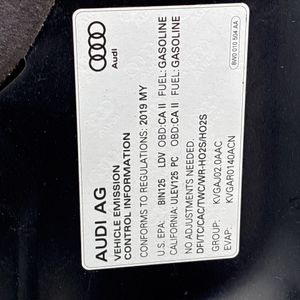 Audi
8W0 010 504 AA
AUDI AG
VEHICLE EMISSION
CONTROL INFORMATION
CONFORMS TO REGULATIONS: 2019 MY
U.S. EPA: BIN125 LDV OBD:CA II FUEL:GASOLINE
CALIFORNIA: ULEV125 PC OBD:CA II FUEL:GASOLINE
NO ADJUSTMENTS NEEDED.
DFI/TC/CAC/TWC/WR-HO2S/HO2S
GROUP: KVGAJ02.0AAC
EVAP: KVGAR0140ACN